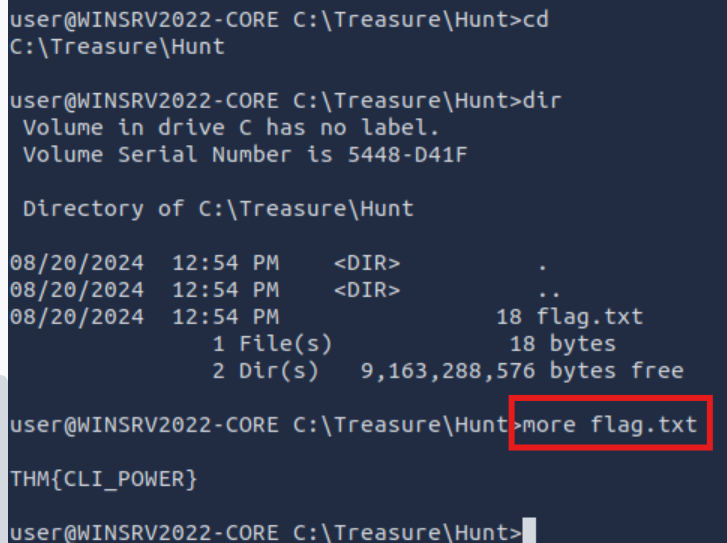 user@WINSRV2022-CORE C:\Treasure\Hunt>cd
C:\Treasure\Hunt
user@WINSRV2022-CORE C:\Treasure\Hunt>dir
 Volume in drive C has no label.
 Volume Serial Number is 5448-D41F
 Directory of C:\Treasure\Hunt
08/20/2024  12:54 PM    <DIR>          .
08/20/2024  12:54 PM    <DIR>          ..
08/20/2024  12:54 PM                18 flag.txt
               1 File(s)             18 bytes
               2 Dir(s)   9,163,288,576 bytes free
user@WINSRV2022-CORE C:\Treasure\Hunt>more flag.txt
THM{CLI_POWER}
user@WINSRV2022-CORE C:\Treasure\Hunt>